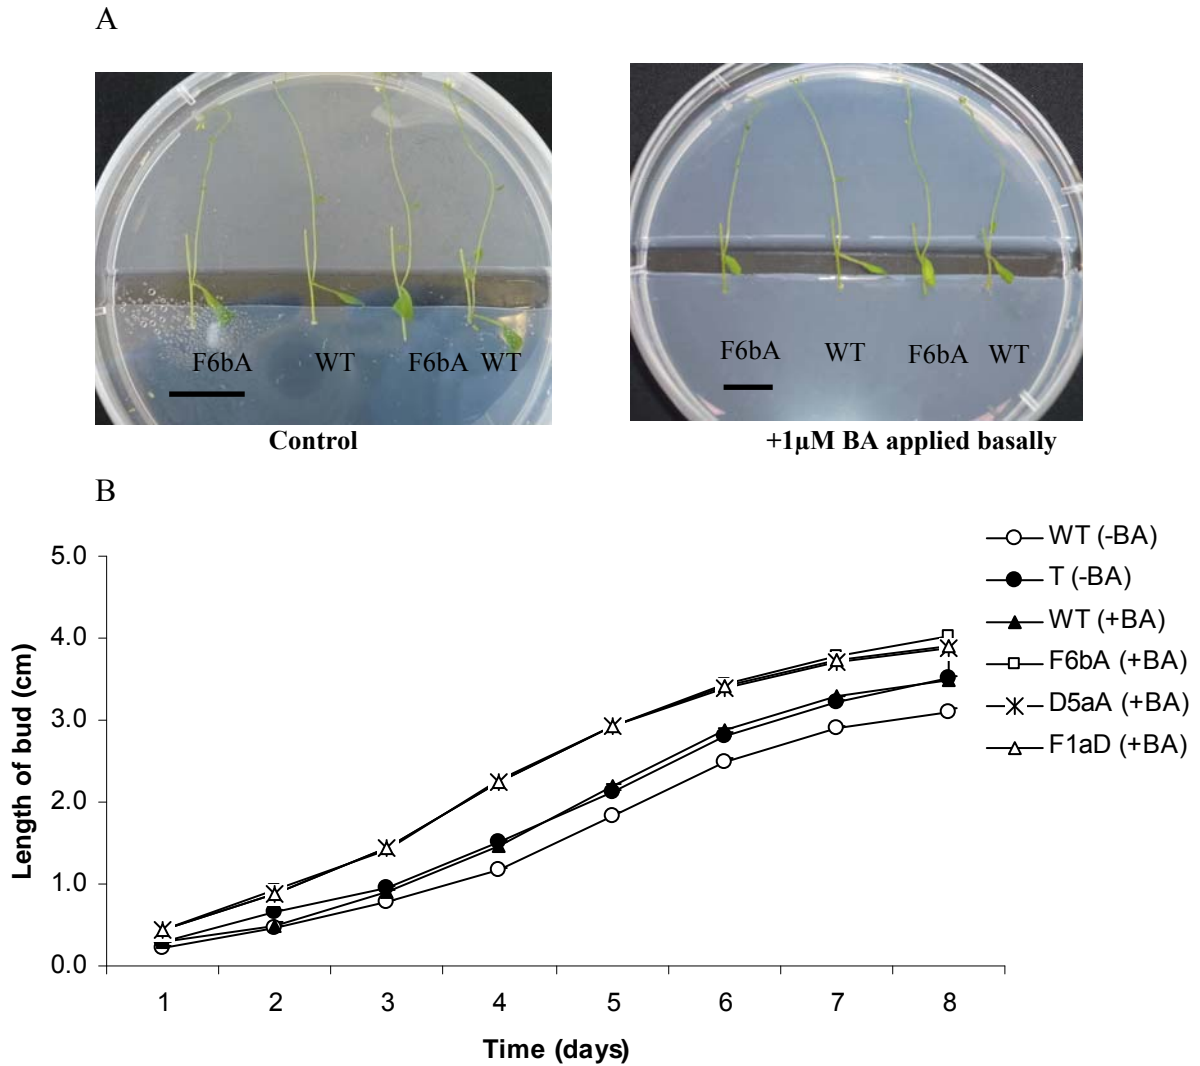 A
F6bA WT F6bA WT
F6bA WT F6bA WT
Control
+1µM BA applied basally
B
5.0
4.0
3.0
2.0
1.0
0.0
Length of bud (cm)
1 2 3 4 5 6 7 8
Time (days)
WT (-BA)
T (-BA)
WT (+BA)
F6bA (+BA)
D5aA (+BA)
F1aD (+BA)